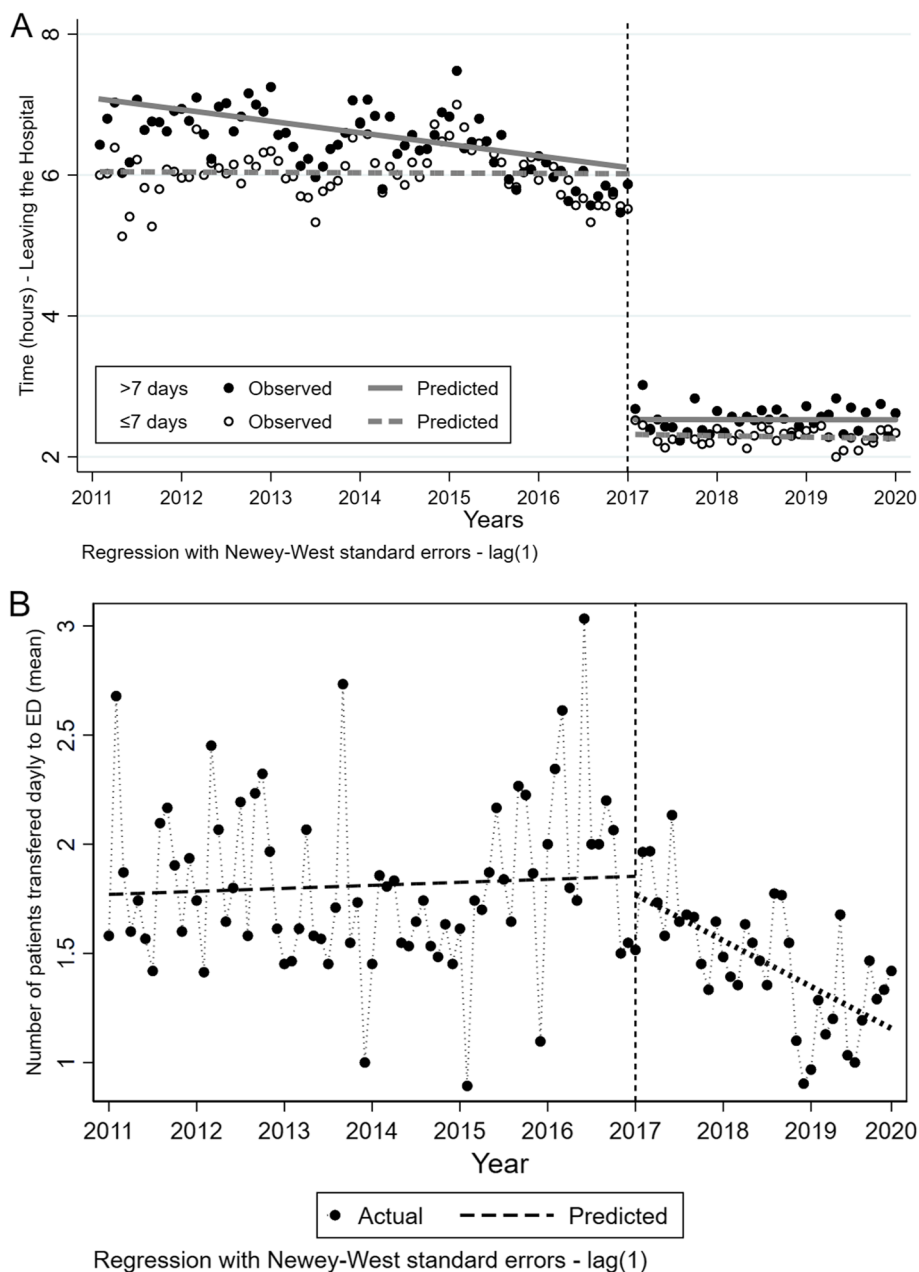 A
8
6
4
2
Time (hours) - Leaving the Hospital
>7 days Observed Predicted
≤7 days Observed Predicted
2011 2012 2013 2014 2015 2016 2017 2018 2019 2020
Years
Regression with Newey-West standard errors - lag(1)
B
3
2.5
2
1.5
1
Number of patients transfered dayly to ED (mean)
2011 2012 2013 2014 2015 2016 2017 2018 2019 2020
Year
Actual Predicted
Regression with Newey-West standard errors - lag(1)